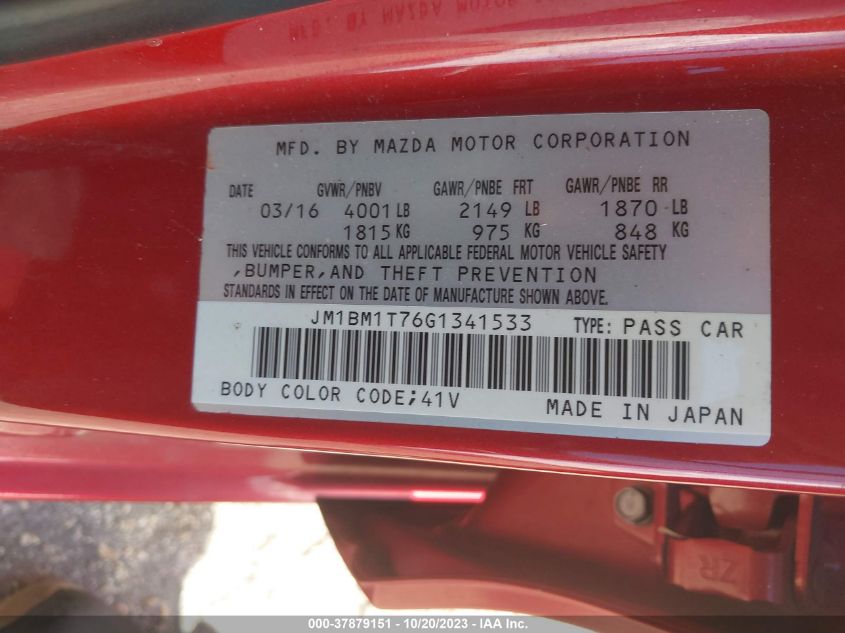 MFD. BY MAZDA MOTOR CORPORATION
DATE GVWR/PNBV GAWR/PNBE FRT GAWR/PNBE RR
03/16 4001 LB 2149 LB 1870 LB
1815 KG 975 KG 848 KG
THIS VEHICLE CONFORMS TO ALL APPLICABLE FEDERAL MOTOR VEHICLE SAFETY
,BUMPER,AND THEFT PREVENTION
STANDARDS IN EFFECT ON THE DATE OF MANUFACTURE SHOWN ABOVE.
JM1BM1T76G1341533 TYPE: PASS CAR
BODY COLOR CODE;41V MADE IN JAPAN
ZR
000-37879151 - 10/20/2023 - Copyright © 2023 IAA, Inc.